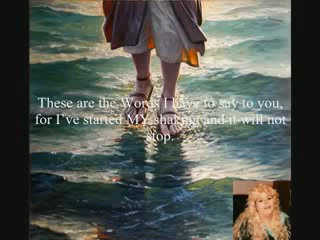 These are the Words I have to say to you,
for I've started MY shaking and it will not
stop.